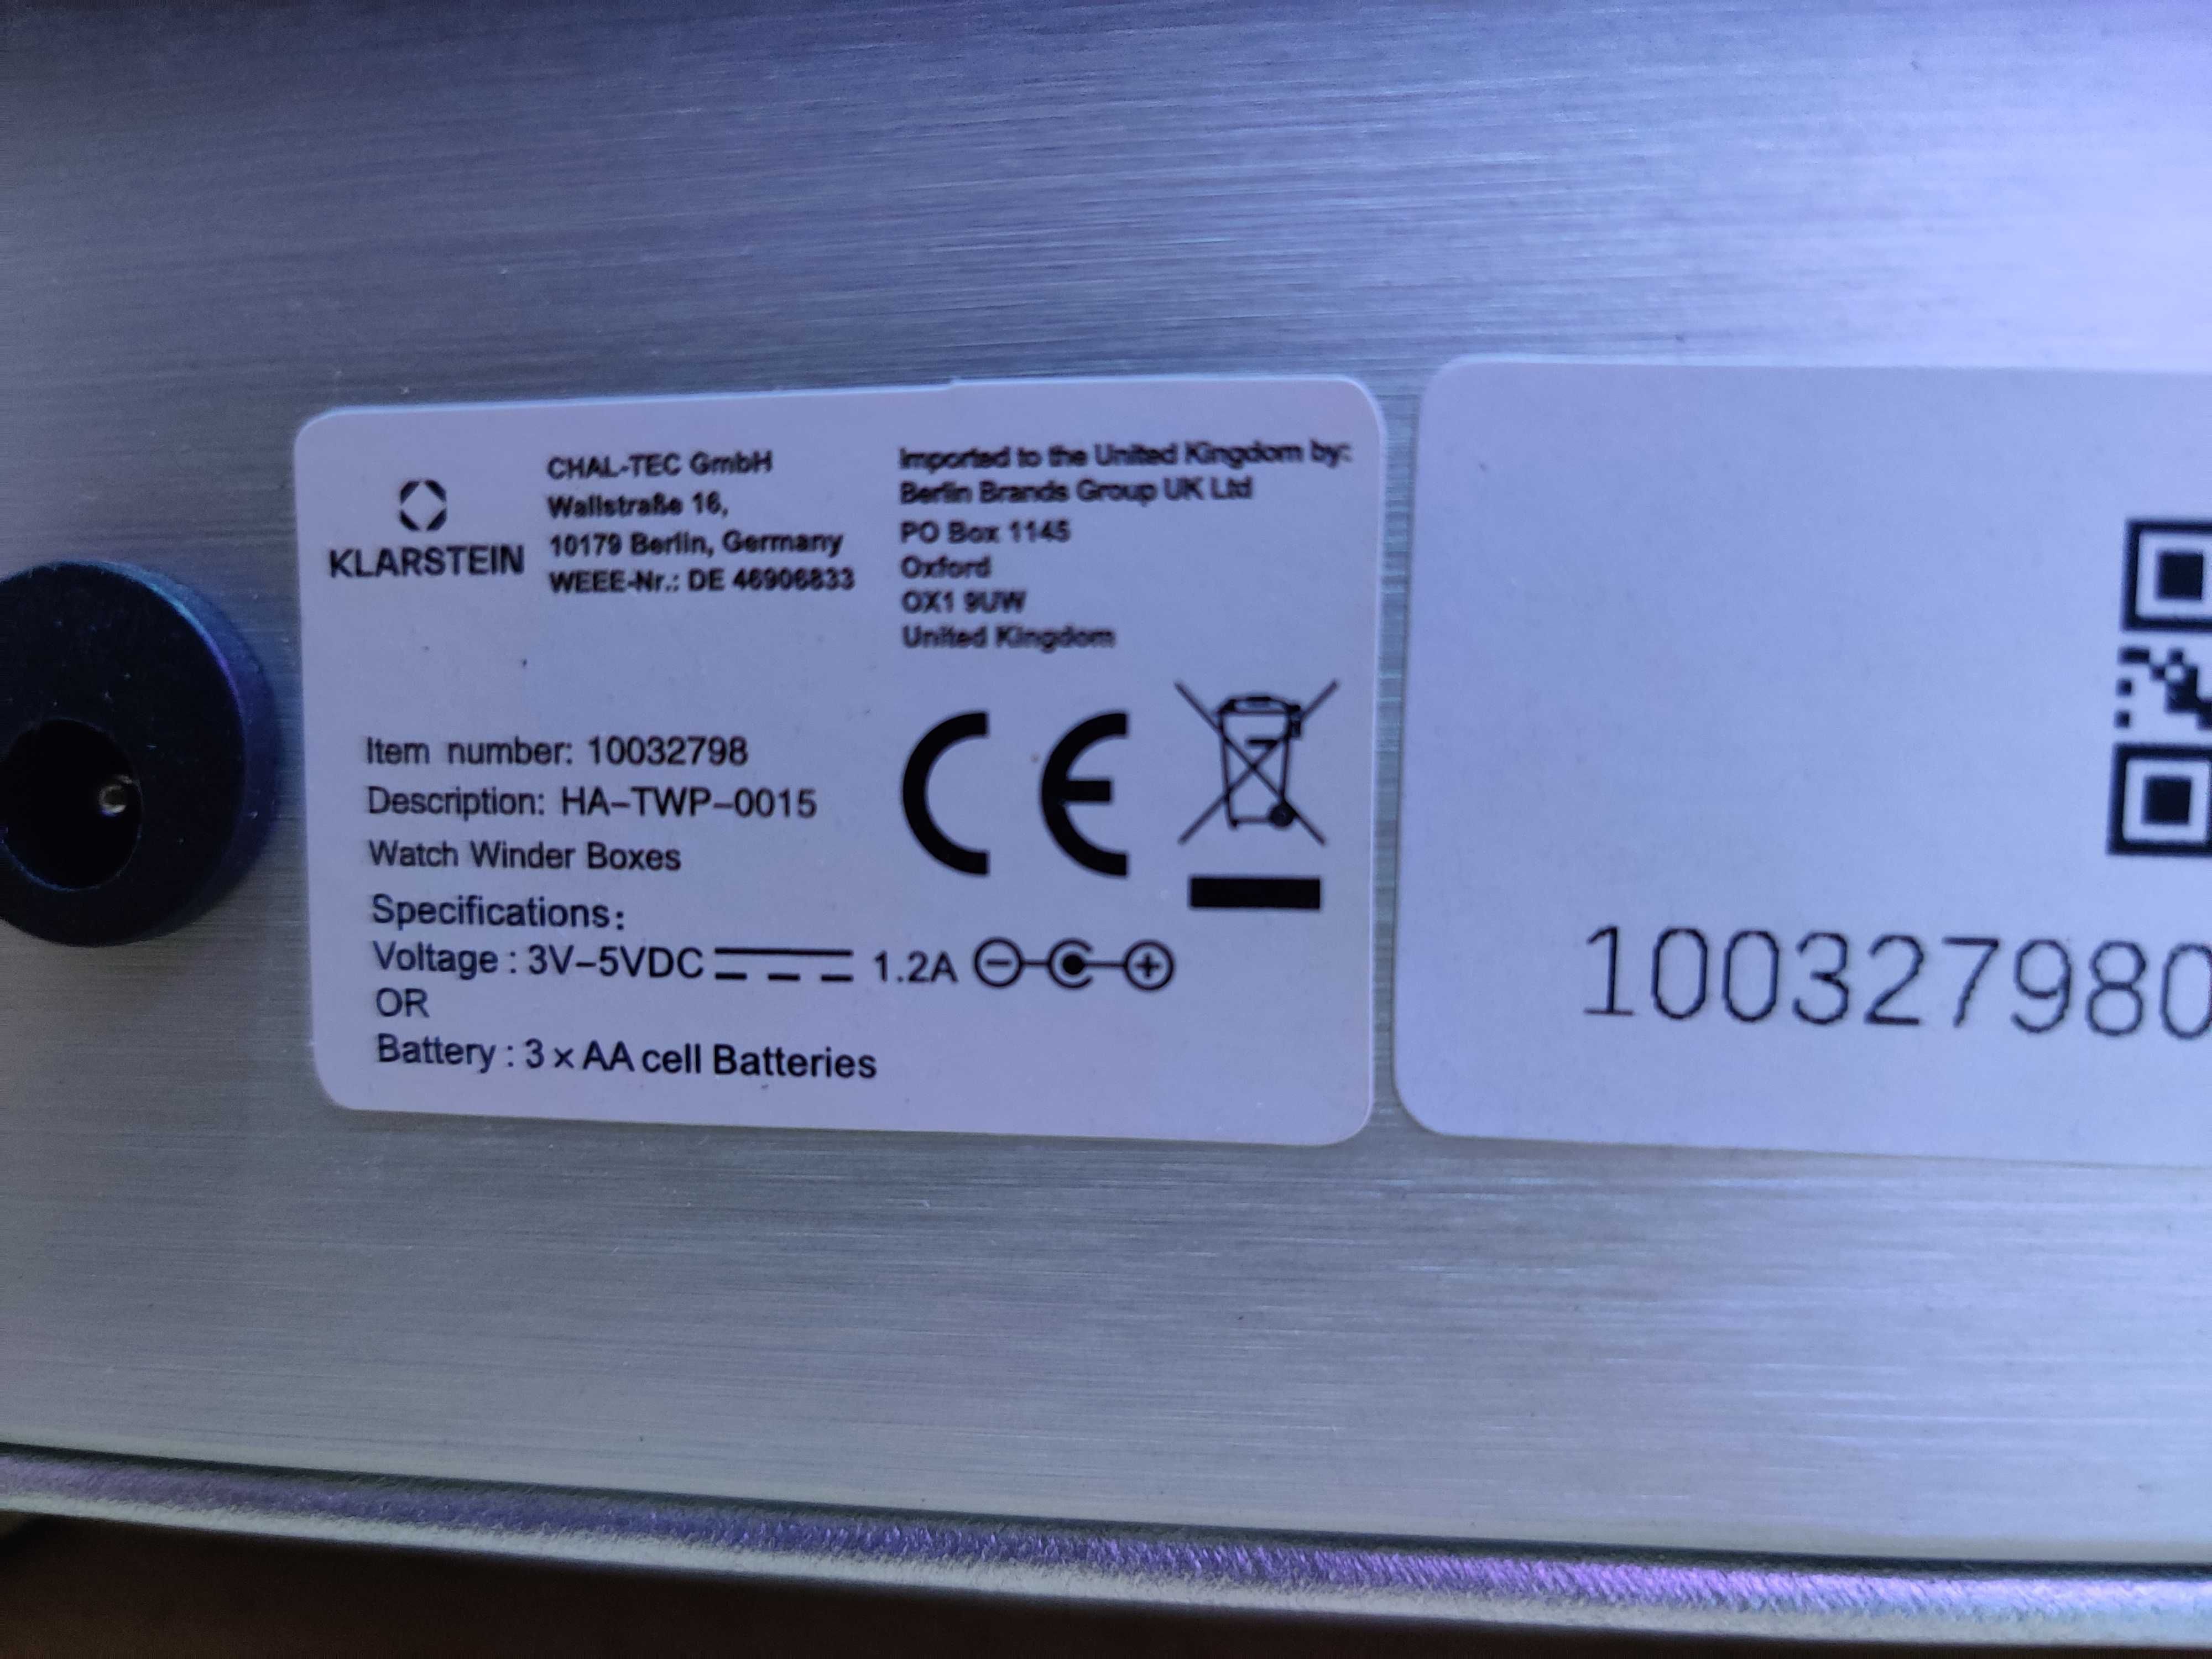 KLARSTEIN
CHAL-TEC GmbH
Wallstraße 16,
10179 Berlin, Germany
WEEE-Nr.: DE 46906833
Imported to the United Kingdom by:
Berlin Brands Group UK Ltd
PO Box 1145
Oxford
OX1 9UW
United Kingdom
Item number: 10032798
Description: HA-TWP-0015
Watch Winder Boxes
CE
Specifications:
Voltage : 3V-5VDC 1.2A
OR
Battery : 3 x AA cell Batteries
100327980